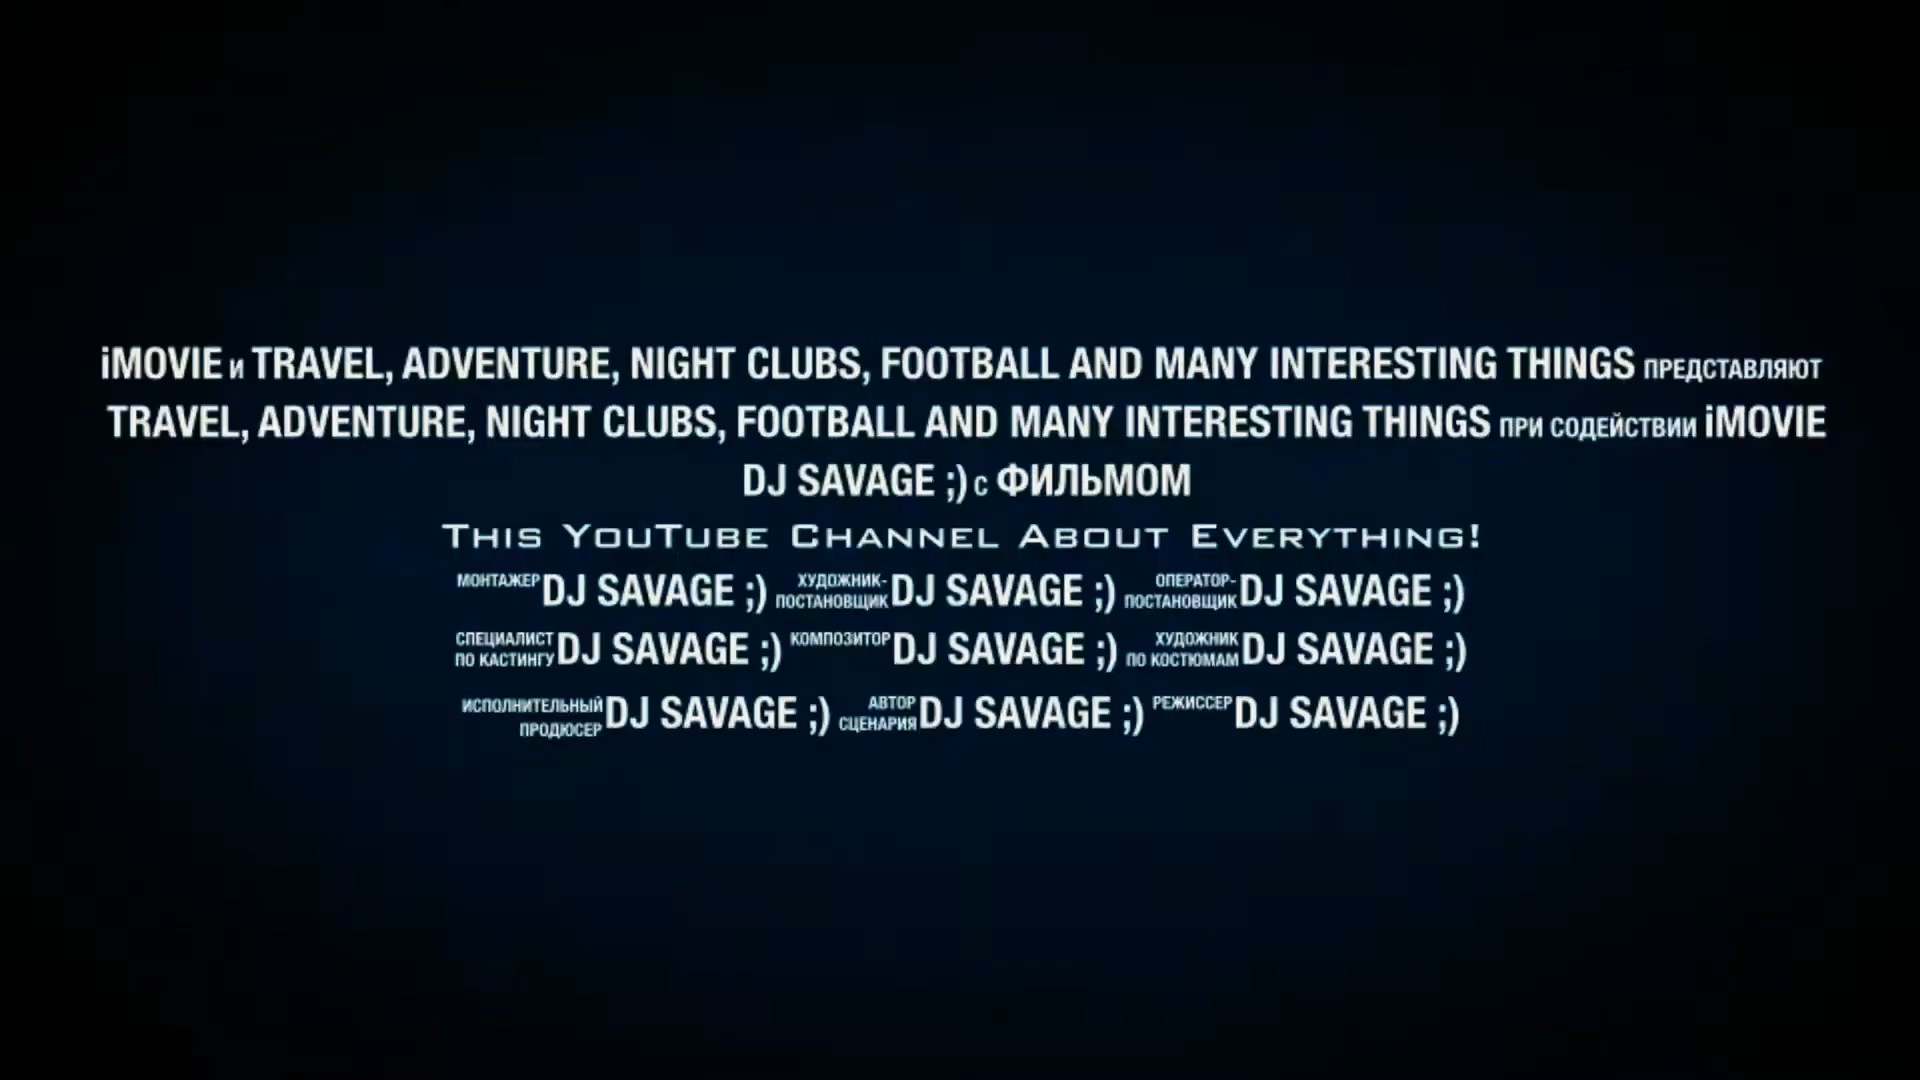 iMOVIE и TRAVEL, ADVENTURE, NIGHT CLUBS, FOOTBALL AND MANY INTERESTING THINGS ПРЕДСТАВЛЯЮТ
TRAVEL, ADVENTURE, NIGHT CLUBS, FOOTBALL AND MANY INTERESTING THINGS ПРИ СОДЕЙСТВИИ iMOVIE
DJ SAVAGE ;) с ФИЛЬМОМ
THIS YOUTUBE CHANNEL ABOUT EVERYTHING!
МОНТАЖЕР DJ SAVAGE ;) ХУДОЖНИК-ПОСТАНОВЩИК DJ SAVAGE ;) ОПЕРАТОР-ПОСТАНОВЩИК DJ SAVAGE ;)
СПЕЦИАЛИСТ ПО КАСТИНГУ DJ SAVAGE ;) КОМПОЗИТОР DJ SAVAGE ;) ХУДОЖНИК ПО КОСТЮМАМ DJ SAVAGE ;)
ИСПОЛНИТЕЛЬНЫЙ ПРОДЮСЕР DJ SAVAGE ;) АВТОР СЦЕНАРИЯ DJ SAVAGE ;) РЕЖИССЕР DJ SAVAGE ;)